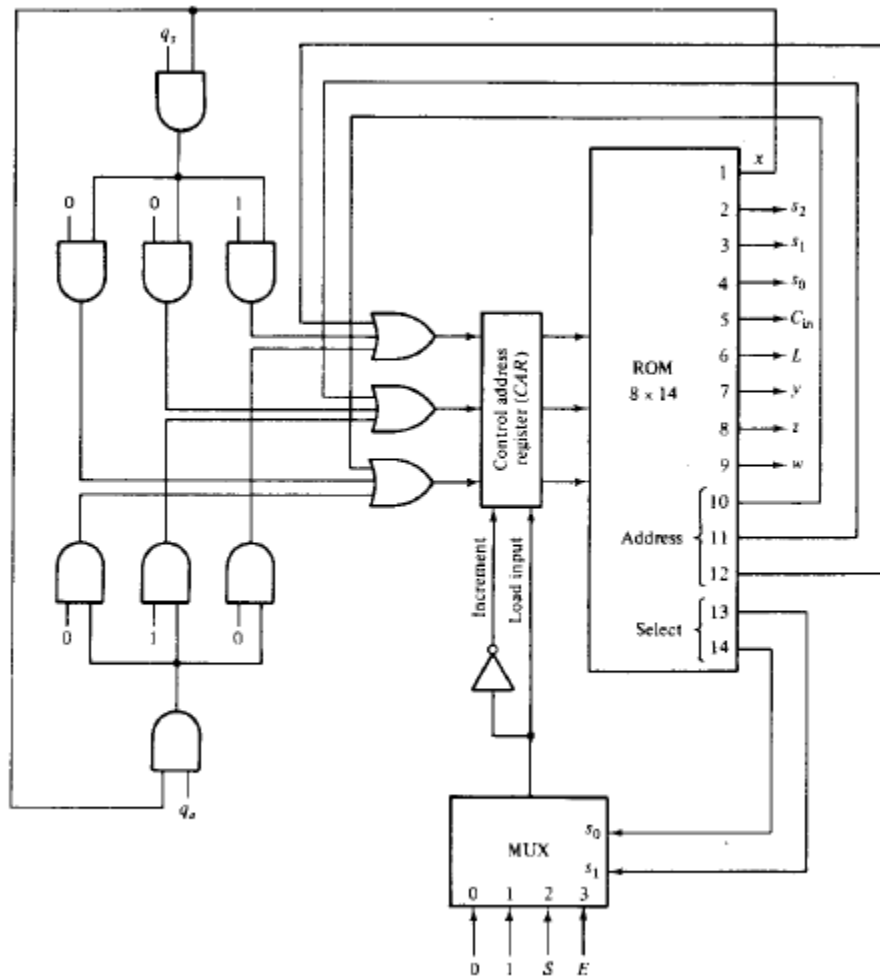 q_s
x
1
2 s_2
3 s_1
4 s_0
5 C_in
6 L
7 y
8 z
9 w
10
11
12
13
14
0 0 1
Control address
register (CAR)
ROM
8 × 14
Address
Select
Increment
Load input
0 1 0
q_a
MUX
s_0
s_1
0 1 2 3
0 1 S E